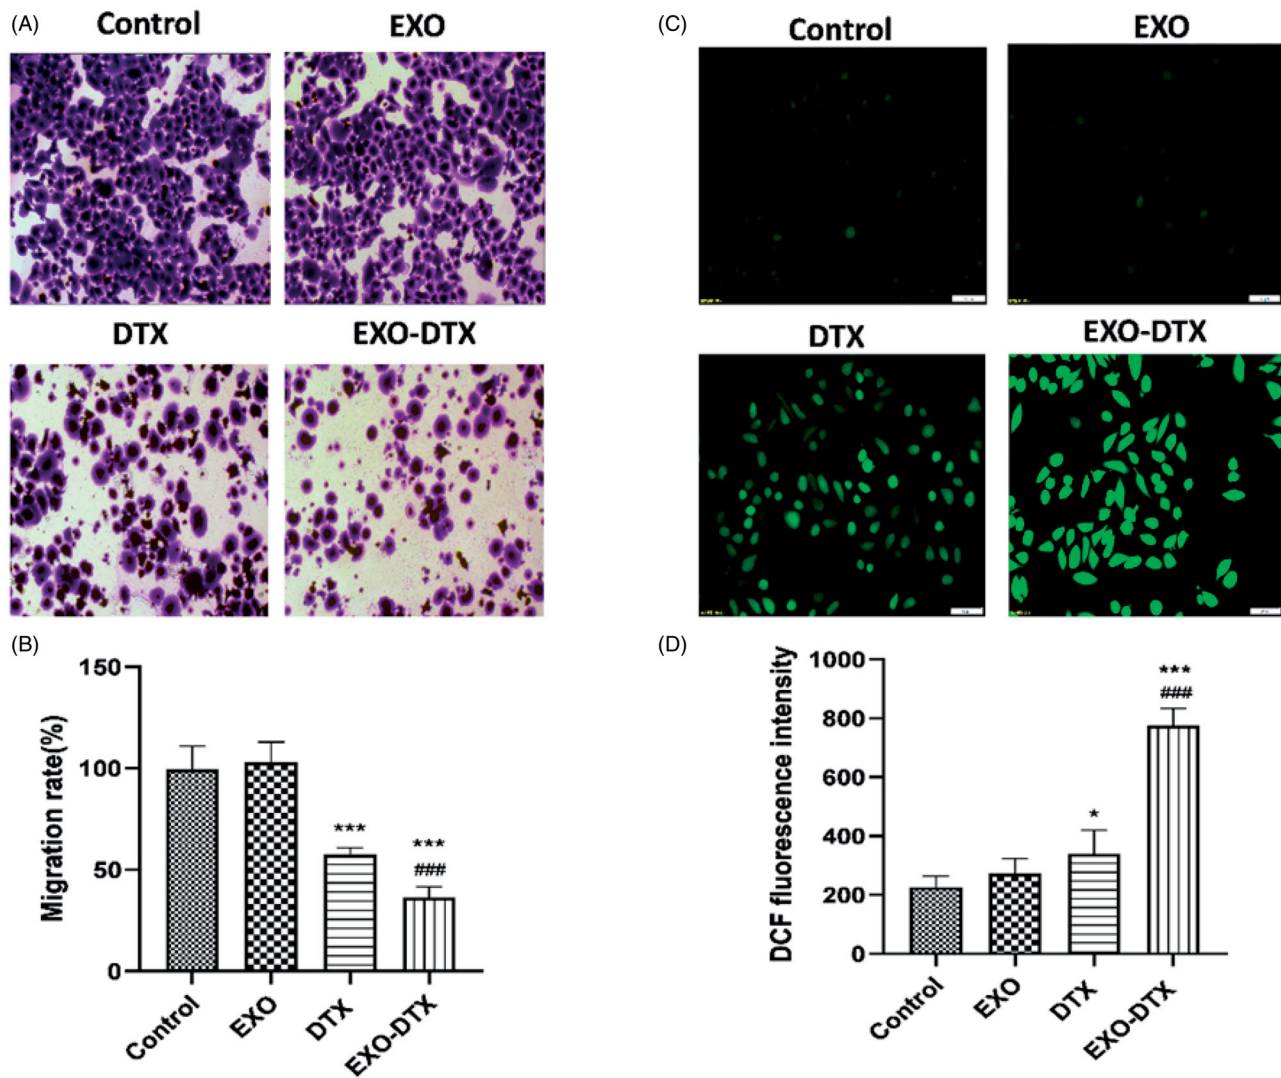 (A)
Control
EXO
DTX
EXO-DTX
(B)
Migration rate(%)
150
100
50
0
***
***
###
Control
EXO
DTX
EXO-DTX
(C)
Control
EXO
DTX
EXO-DTX
(D)
DCF fluorescence intensity
1000
800
600
400
200
0
*
***
###
Control
EXO
DTX
EXO-DTX